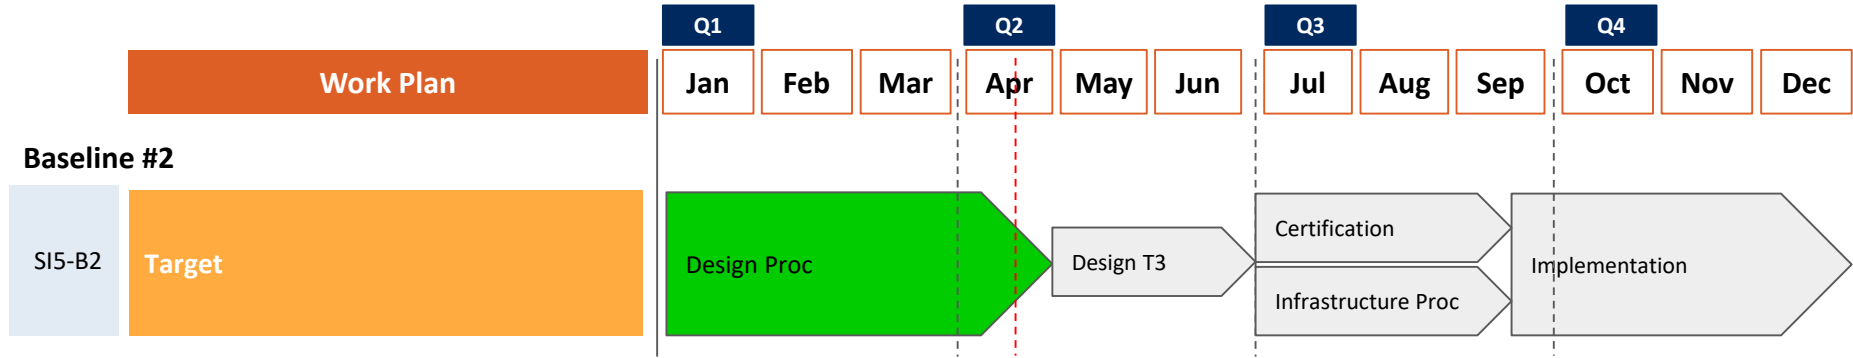 Q1 Q2 Q3 Q4
Work Plan Jan Feb Mar Apr May Jun Jul Aug Sep Oct Nov Dec
Baseline #2
SI5-B2 Target Design Proc Design T3 Certification Implementation
Infrastructure Proc